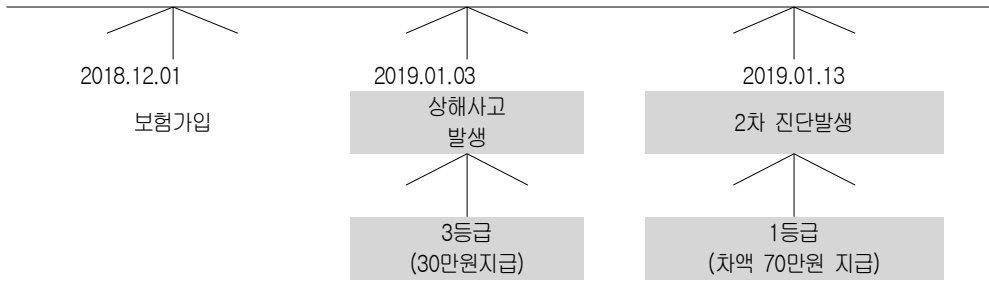 2018.12.01
보험가입
2019.01.03
상해사고
발생
2019.01.13
2차 진단발생
3등급
(30만원지급)
1등급
(차액 70만원 지급)